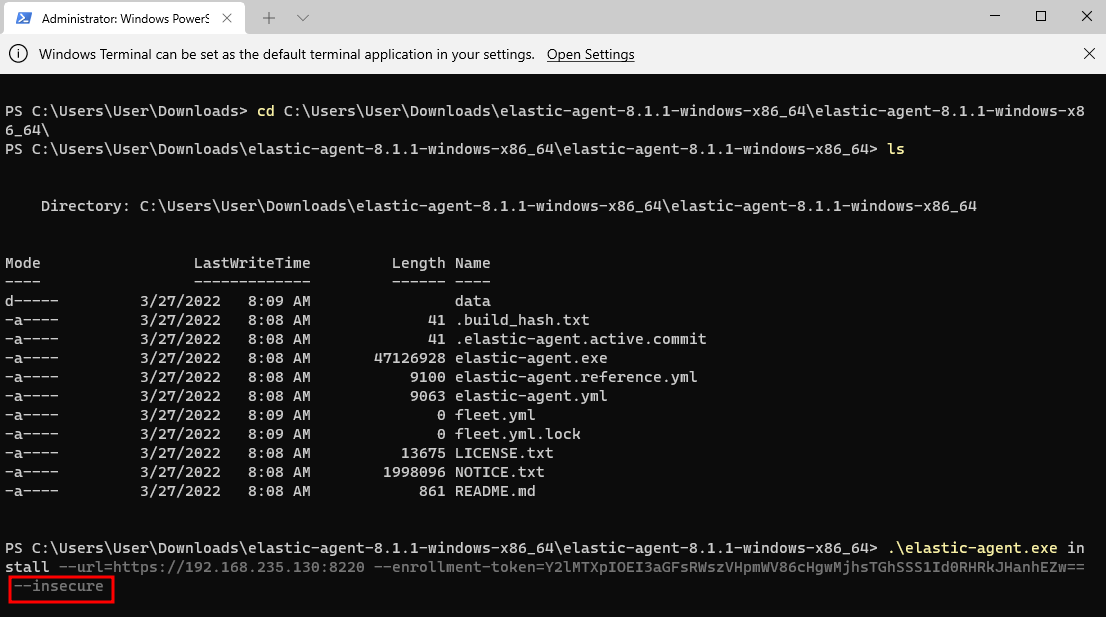 Administrator: Windows PowerS
Windows Terminal can be set as the default terminal application in your settings. Open Settings
PS C:\Users\User\Downloads> cd C:\Users\User\Downloads\elastic-agent-8.1.1-windows-x86_64\elastic-agent-8.1.1-windows-x8
6_64\
PS C:\Users\User\Downloads\elastic-agent-8.1.1-windows-x86_64\elastic-agent-8.1.1-windows-x86_64> ls
Directory: C:\Users\User\Downloads\elastic-agent-8.1.1-windows-x86_64\elastic-agent-8.1.1-windows-x86_64
Mode LastWriteTime Length Name
---- ------------- ------ ----
d----- 3/27/2022 8:09 AM data
-a---- 3/27/2022 8:08 AM 41 .build_hash.txt
-a---- 3/27/2022 8:08 AM 41 .elastic-agent.active.commit
-a---- 3/27/2022 8:08 AM 47126928 elastic-agent.exe
-a---- 3/27/2022 8:08 AM 9100 elastic-agent.reference.yml
-a---- 3/27/2022 8:08 AM 9063 elastic-agent.yml
-a---- 3/27/2022 8:09 AM 0 fleet.yml
-a---- 3/27/2022 8:09 AM 0 fleet.yml.lock
-a---- 3/27/2022 8:08 AM 13675 LICENSE.txt
-a---- 3/27/2022 8:08 AM 1998096 NOTICE.txt
-a---- 3/27/2022 8:08 AM 861 README.md
PS C:\Users\User\Downloads\elastic-agent-8.1.1-windows-x86_64\elastic-agent-8.1.1-windows-x86_64> .\elastic-agent.exe in
stall --url=https://192.168.235.130:8220 --enrollment-token=Y2lMTXpIOEI3aGFsRWszVHpmWV86cHgwMjhsTGhSSS1Id0RHRkJHanhEZw==
--insecure